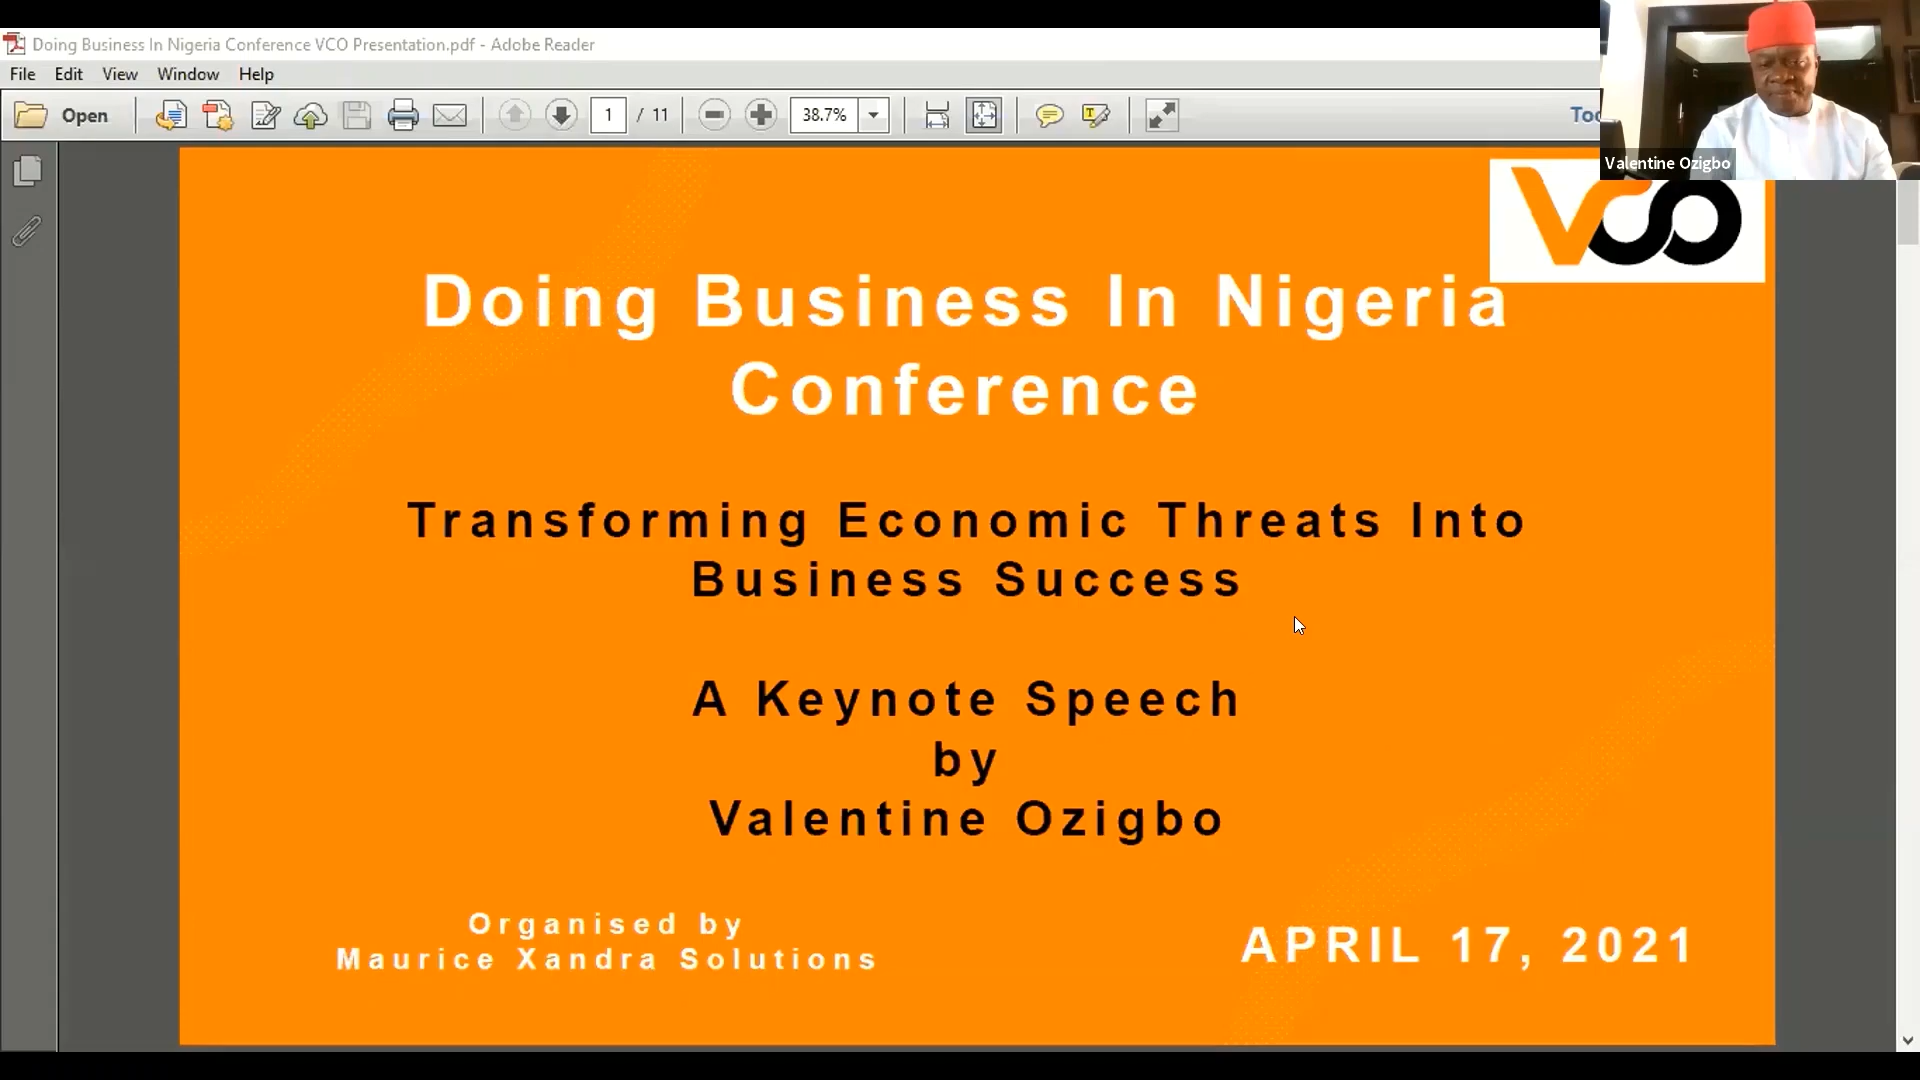 Doing Business In Nigeria Conference VCO Presentation.pdf - Adobe Reader
File Edit View Window Help
Open 1 / 11 38.7%
Valentine Ozigbo
VCO
Doing Business In Nigeria
Conference
Transforming Economic Threats Into
Business Success
A Keynote Speech
by
Valentine Ozigbo
Organised by
Maurice Xandra Solutions
APRIL 17, 2021